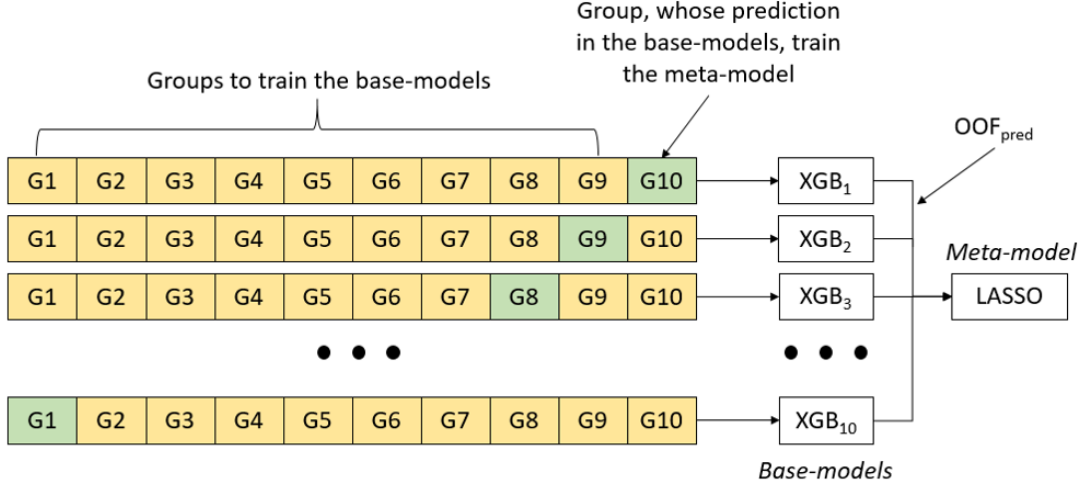 Group, whose prediction
in the base-models, train
the meta-model
Groups to train the base-models
OOFpred
G1 G2 G3 G4 G5 G6 G7 G8 G9 G10 XGB1
G1 G2 G3 G4 G5 G6 G7 G8 G9 G10 XGB2
Meta-model
G1 G2 G3 G4 G5 G6 G7 G8 G9 G10 XGB3 LASSO
G1 G2 G3 G4 G5 G6 G7 G8 G9 G10 XGB10
Base-models